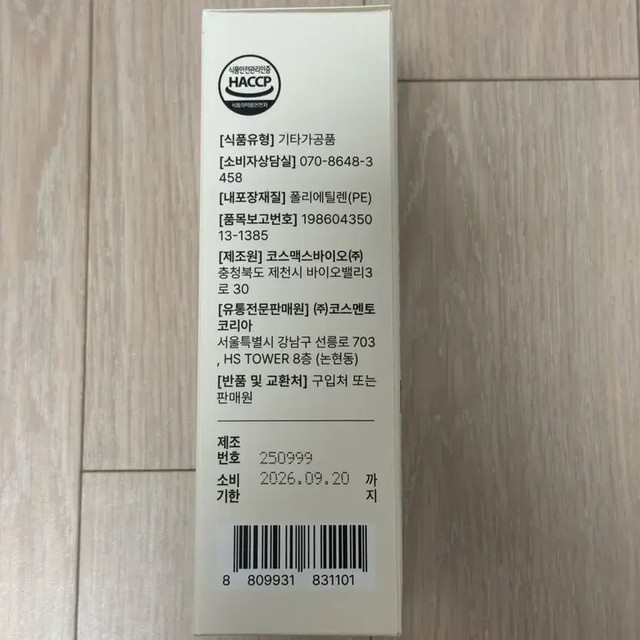 식품안전관리인증
HACCP
식품의약품안전처
[식품유형] 기타가공품
[소비자상담실] 070-8648-3
458
[내포장재질] 폴리에틸렌(PE)
[품목보고번호] 198604350
13-1385
[제조원] 코스맥스바이오㈜
충청북도 제천시 바이오밸리3
로 30
[유통전문판매원] ㈜코스멘토
코리아
서울특별시 강남구 선릉로 703
, HS TOWER 8층 (논현동)
[반품 및 교환처] 구입처 또는
판매원
제조
번호 250999
소비 2026.09.20 까
기한 지
8 809931 831101